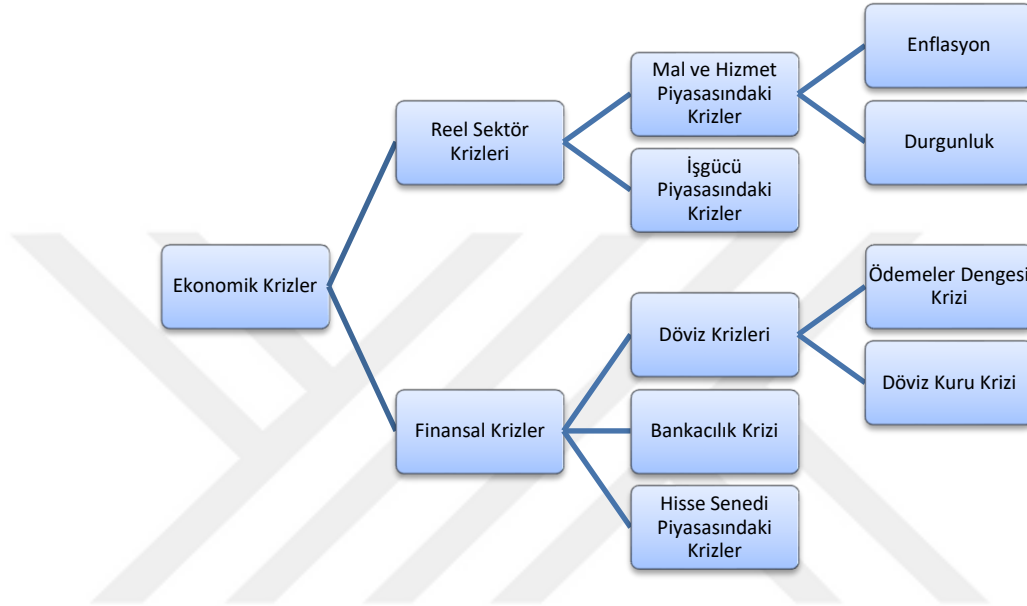 Enflasyon
Mal ve Hizmet
Piyasasındaki
Krizler
Durgunluk
Reel Sektör
Krizleri
İşgücü
Piyasasındaki
Krizler
Ekonomik Krizler
Ödemeler Dengesi
Krizi
Döviz Krizleri
Döviz Kuru Krizi
Finansal Krizler
Bankacılık Krizi
Hisse Senedi
Piyasasındaki
Krizler